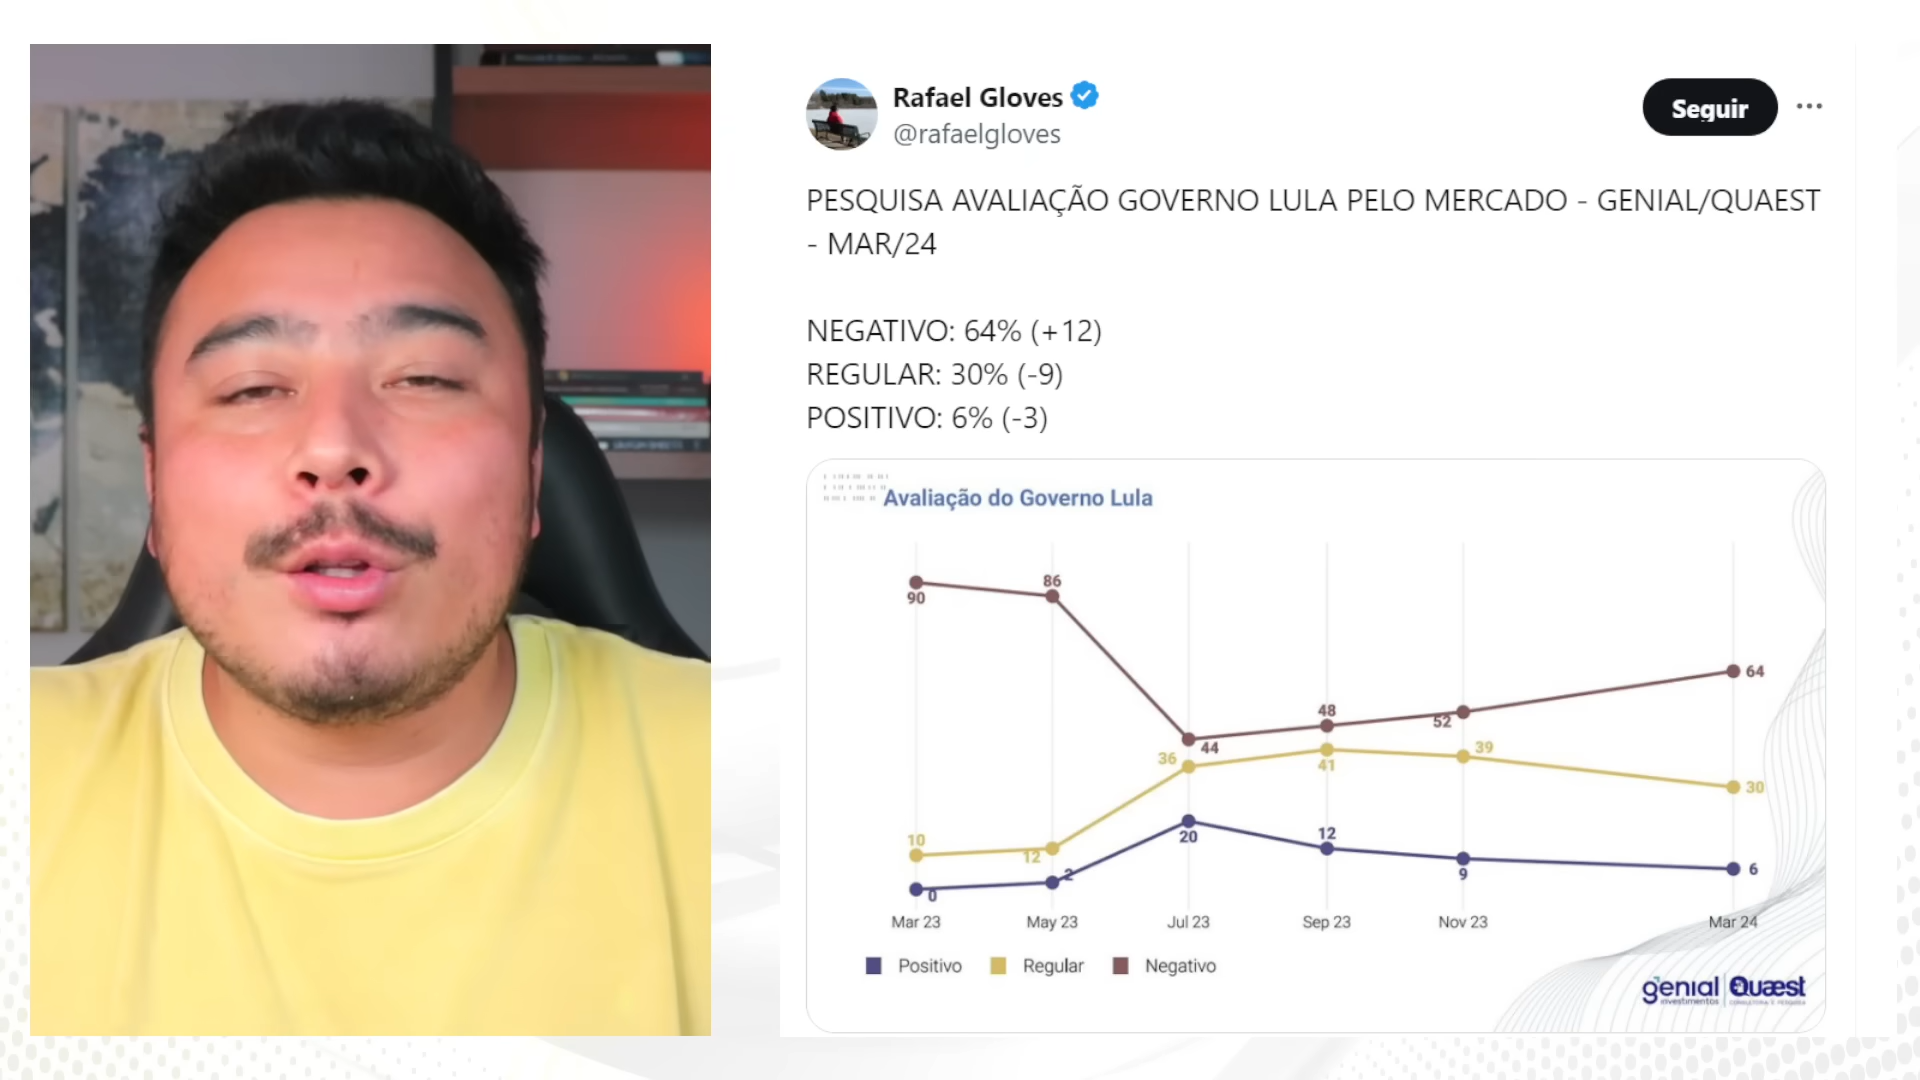 Rafael Gloves
@rafaelgloves
Seguir
PESQUISA AVALIAÇÃO GOVERNO LULA PELO MERCADO - GENIAL/QUAEST
- MAR/24
NEGATIVO: 64% (+12)
REGULAR: 30% (-9)
POSITIVO: 6% (-3)
Avaliação do Governo Lula
90 86 44 48 52 64
10 12 36 41 39 30
0 2 20 12 9 6
Mar 23 May 23 Jul 23 Sep 23 Nov 23 Mar 24
Positivo Regular Negativo
genial investimentos Quæst